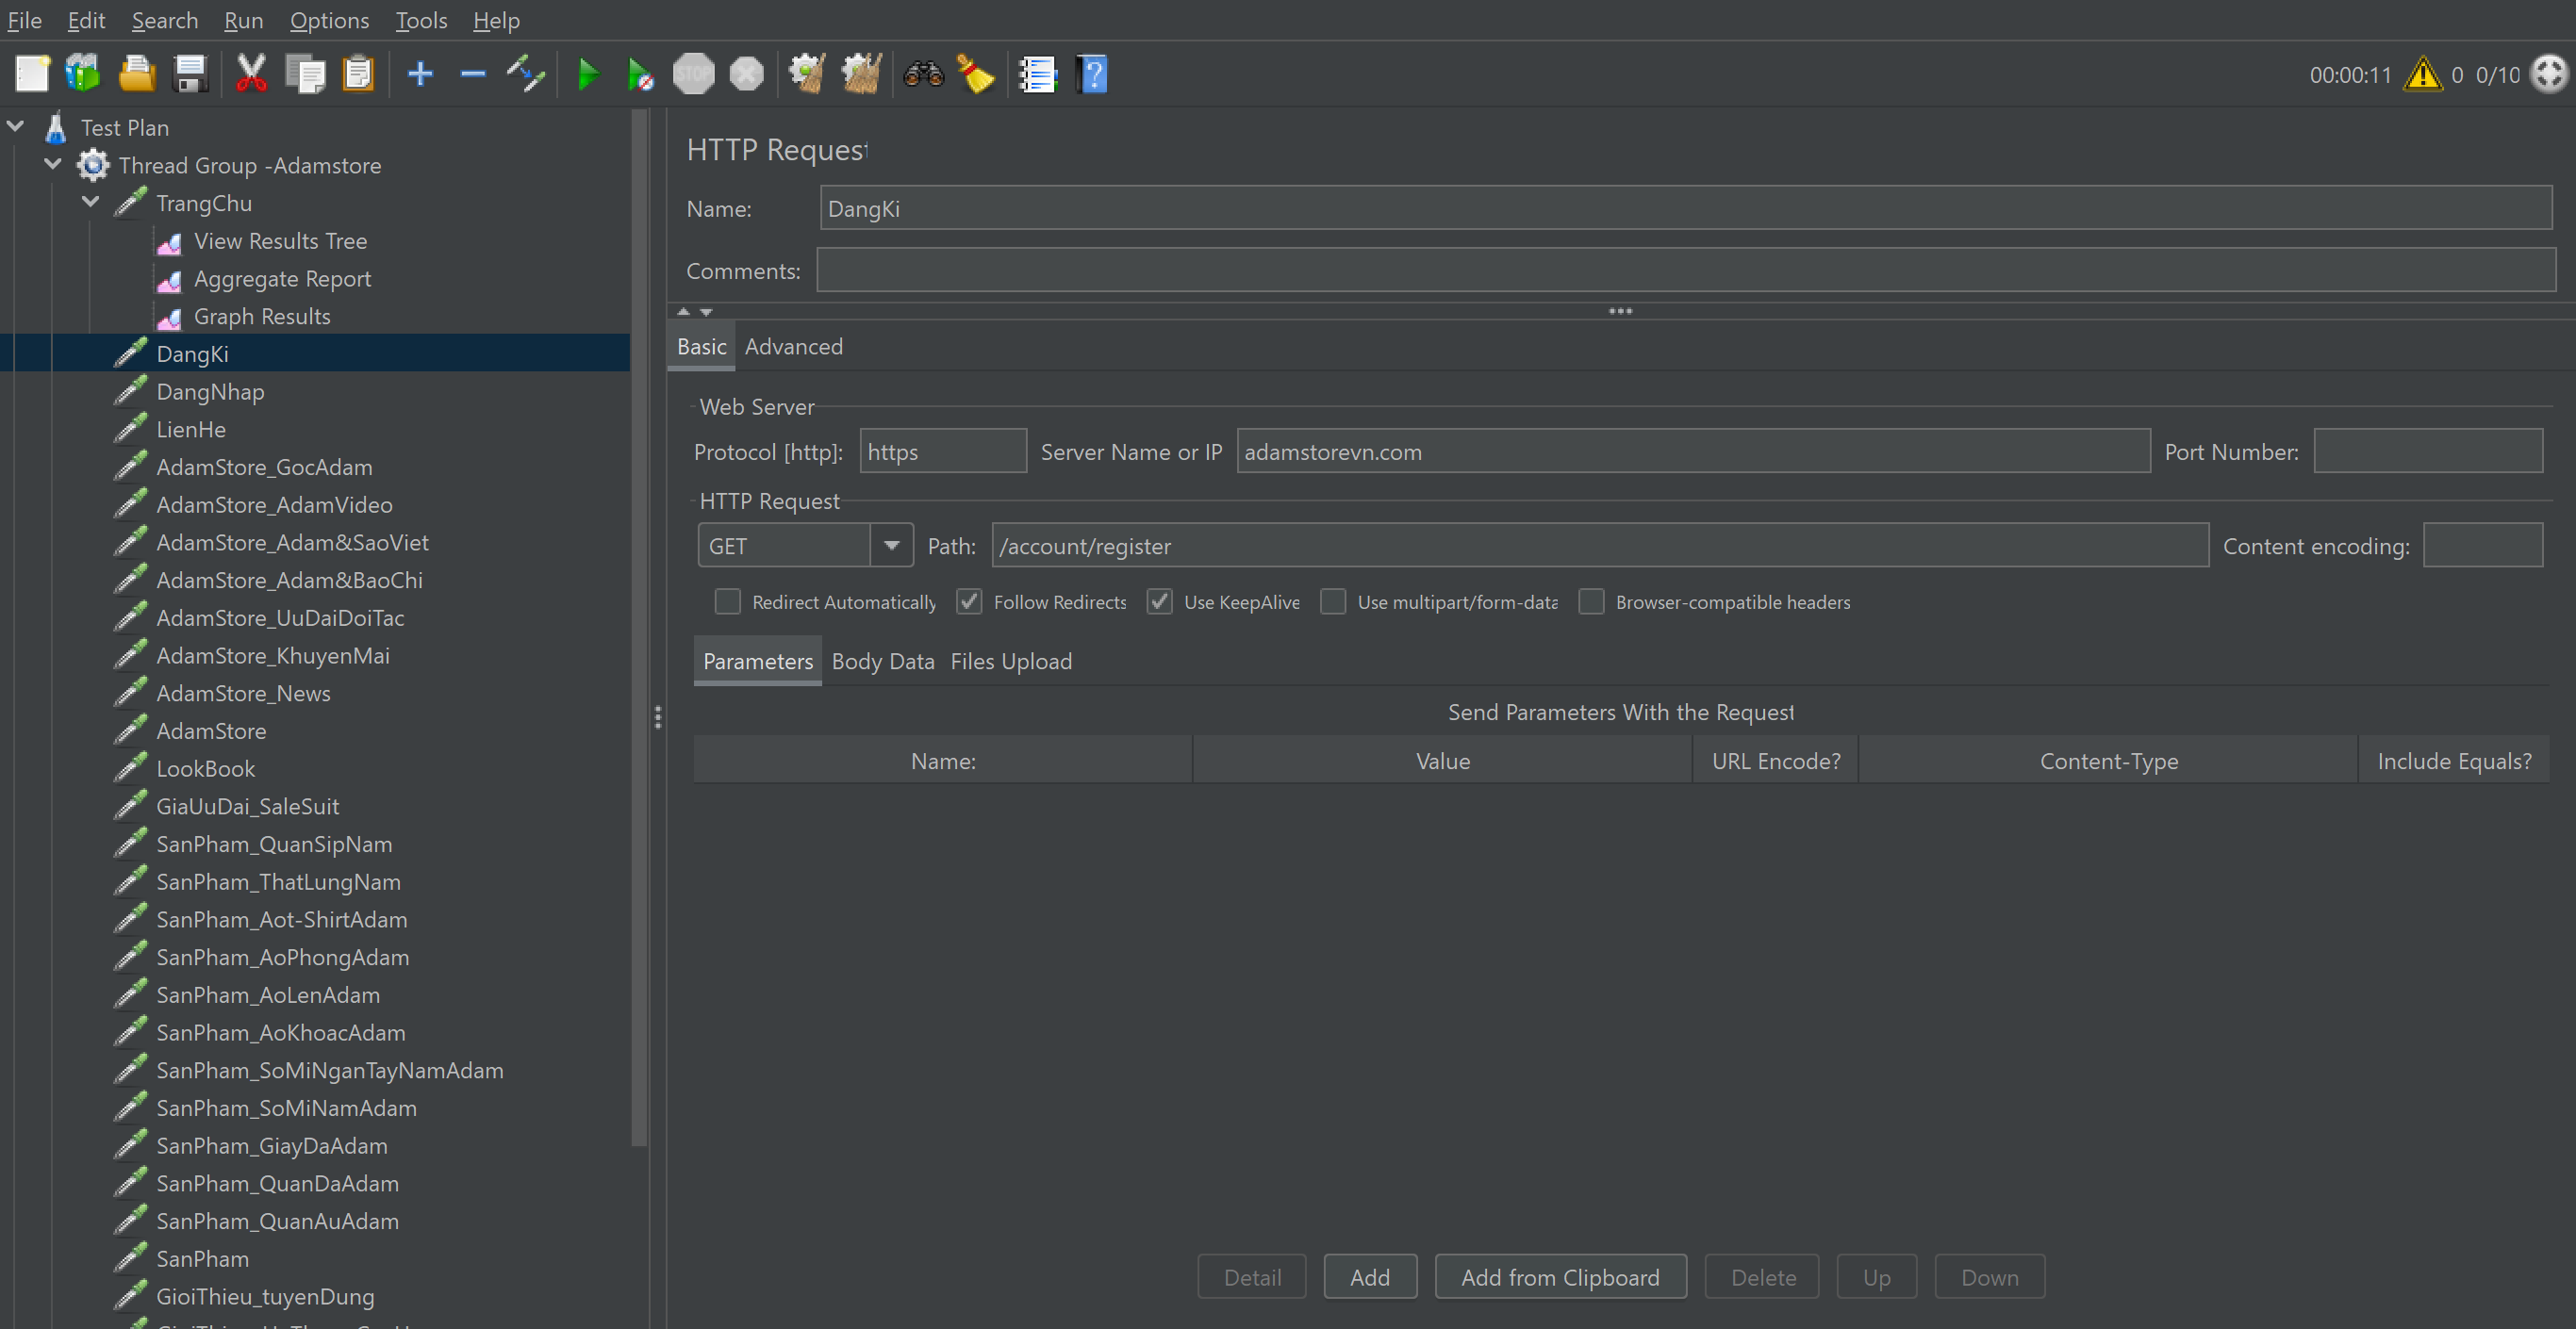 File Edit Search Run Options Tools Help
STOP
00:00:11 0 0/10
Test Plan
Thread Group -Adamstore
TrangChu
View Results Tree
Aggregate Report
Graph Results
DangKi
DangNhap
LienHe
AdamStore_GocAdam
AdamStore_AdamVideo
AdamStore_Adam&SaoViet
AdamStore_Adam&BaoChi
AdamStore_UuDaiDoiTac
AdamStore_KhuyenMai
AdamStore_News
AdamStore
LookBook
GiaUuDai_SaleSuit
SanPham_QuanSipNam
SanPham_ThatLungNam
SanPham_Aot-ShirtAdam
SanPham_AoPhongAdam
SanPham_AoLenAdam
SanPham_AoKhoacAdam
SanPham_SoMiNganTayNamAdam
SanPham_SoMiNamAdam
SanPham_GiayDaAdam
SanPham_QuanDaAdam
SanPham_QuanAuAdam
SanPham
GioiThieu_tuyenDung
HTTP Request
Name: DangKi
Comments:
Basic Advanced
Web Server
Protocol [http]: https Server Name or IP adamstorevn.com Port Number:
HTTP Request
GET Path: /account/register Content encoding:
Redirect Automatically Follow Redirects Use KeepAlive Use multipart/form-data Browser-compatible headers
Parameters Body Data Files Upload
Send Parameters With the Request
Name: Value URL Encode? Content-Type Include Equals?
Detail Add Add from Clipboard Delete Up Down